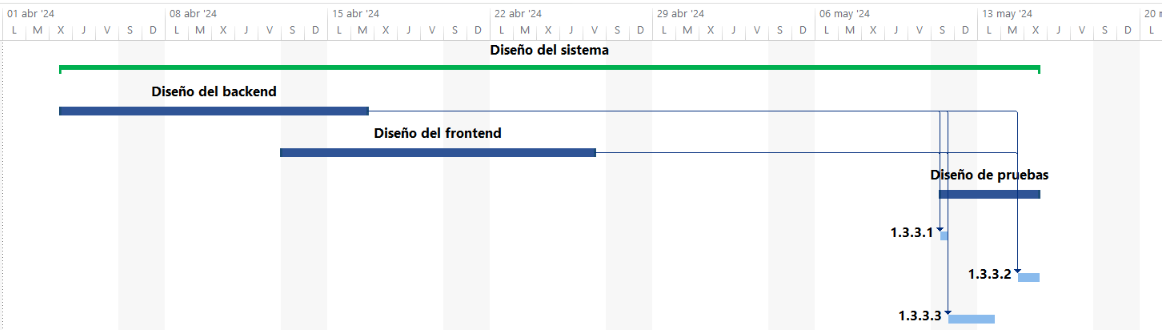 01 abr '24 08 abr '24 15 abr '24 22 abr '24 29 abr '24 06 may '24 13 may '24 20
L M X J V S D L M X J V S D L M X J V S D L M X J V S D L M X J V S D L M X J V S D L M X J V S D L
Diseño del sistema
Diseño del backend
Diseño del frontend
Diseño de pruebas
1.3.3.1
1.3.3.2
1.3.3.3